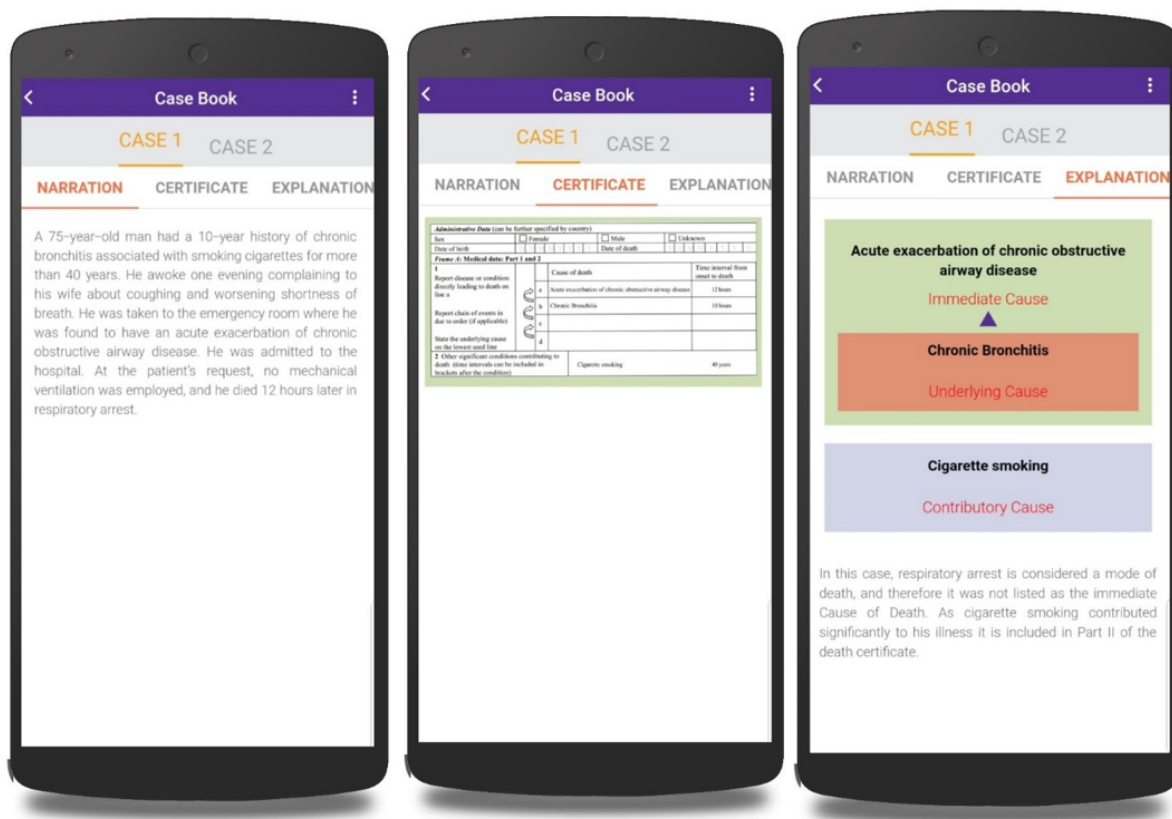 Case Book
CASE 1
CASE 2
NARRATION
CERTIFICATE
EXPLANATION
A 75-year-old man had a 10-year history of chronic
bronchitis associated with smoking cigarettes for more
than 40 years. He awoke one evening complaining to
his wife about coughing and worsening shortness of
breath. He was taken to the emergency room where he
was found to have an acute exacerbation of chronic
obstructive airway disease. He was admitted to the
hospital. At the patient's request, no mechanical
ventilation was employed, and he died 12 hours later in
respiratory arrest.
Case Book
CASE 1
CASE 2
NARRATION
CERTIFICATE
EXPLANATION
Administrative Data (can be further specified by country)
Sex
Female
Male
Unknown
Date of birth
Date of death
Frame A: Medical data: Part 1 and 2
1
Report disease or condition
directly leading to death on
line a
Report chain of events in
due to order (if applicable)
State the underlying cause
on the lowest used line
Cause of death
Time interval from
onset to death
a
Acute exacerbation of chronic obstructive airway disease
12 hours
b
Chronic Bronchitis
c
d
2 Other significant conditions contributing to
death (time intervals can be included in
brackets after the condition)
Cigarette smoking
40 years
Case Book
CASE 1
CASE 2
NARRATION
CERTIFICATE
EXPLANATION
Acute exacerbation of chronic obstructive
airway disease
Immediate Cause
Chronic Bronchitis
Underlying Cause
Cigarette smoking
Contributory Cause
In this case, respiratory arrest is considered a mode of
death, and therefore it was not listed as the immediate
Cause of Death. As cigarette smoking contributed
significantly to his illness it is included in Part II of the
death certificate.